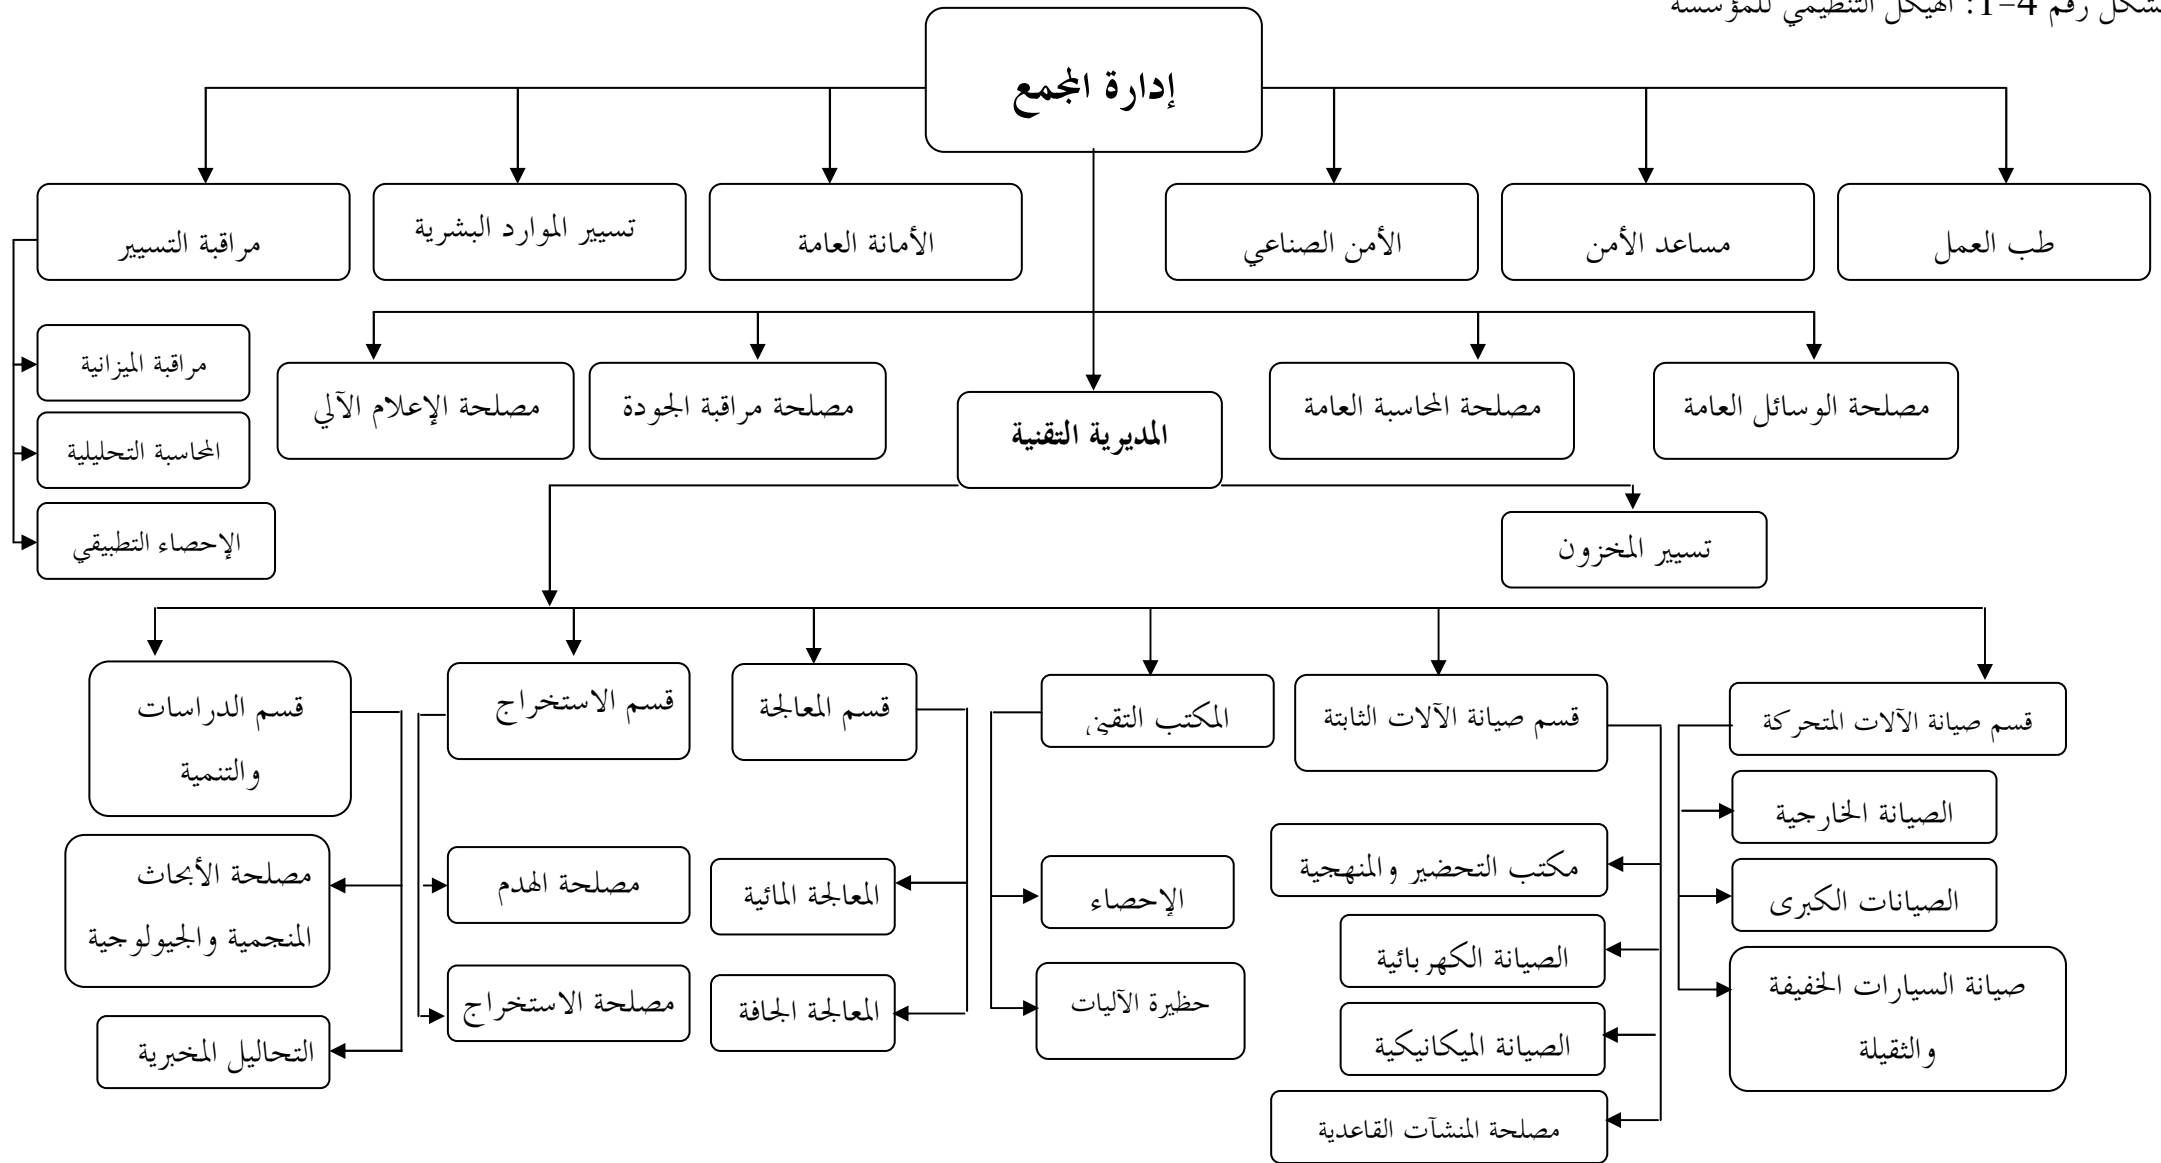 شكل رقم 4-1: الهيكل التنظيمي للمؤسسة
إدارة المجمع
طب العمل
مساعد الأمن
الأمن الصناعي
الأمانة العامة
تسيير الموارد البشرية
مراقبة التسيير
مراقبة الميزانية
المحاسبة التحليلية
الإحصاء التطبيقي
مصلحة الوسائل العامة
مصلحة المحاسبة العامة
المديرية التقنية
مصلحة مراقبة الجودة
مصلحة الإعلام الآلي
تسيير المخزون
قسم صيانة الآلات المتحركة
الصيانة الخارجية
الصيانات الكبرى
صيانة السيارات الخفيفة
والثقيلة
قسم صيانة الآلات الثابتة
مكتب التحضير والمنهجية
الصيانة الكهربائية
الصيانة الميكانيكية
مصلحة المنشآت القاعدية
المكتب التقني
الإحصاء
حظيرة الآليات
قسم المعالجة
المعالجة المائية
المعالجة الجافة
قسم الاستخراج
مصلحة الهدم
مصلحة الاستخراج
قسم الدراسات
والتنمية
مصلحة الأبحاث
المنجمية والجيولوجية
التحاليل المخبرية